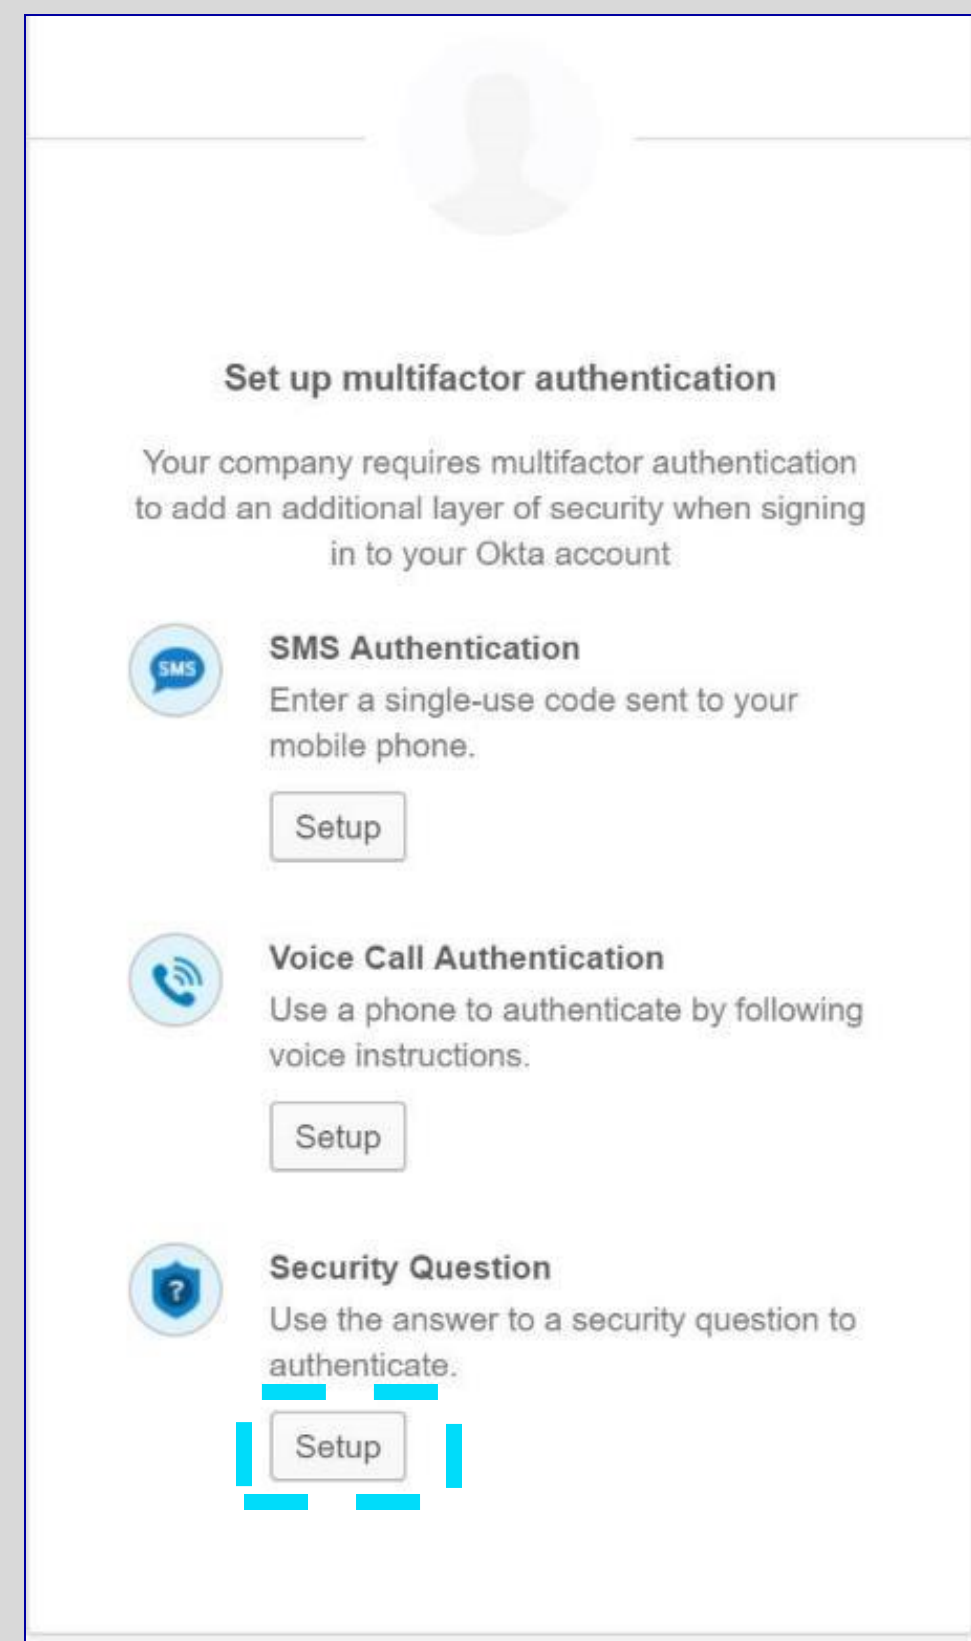 Set up multifactor authentication
Your company requires multifactor authentication
to add an additional layer of security when signing
in to your Okta account
SMS
SMS Authentication
Enter a single-use code sent to your
mobile phone.
Setup
Voice Call Authentication
Use a phone to authenticate by following
voice instructions.
Setup
?
Security Question
Use the answer to a security question to
authenticate.
Setup